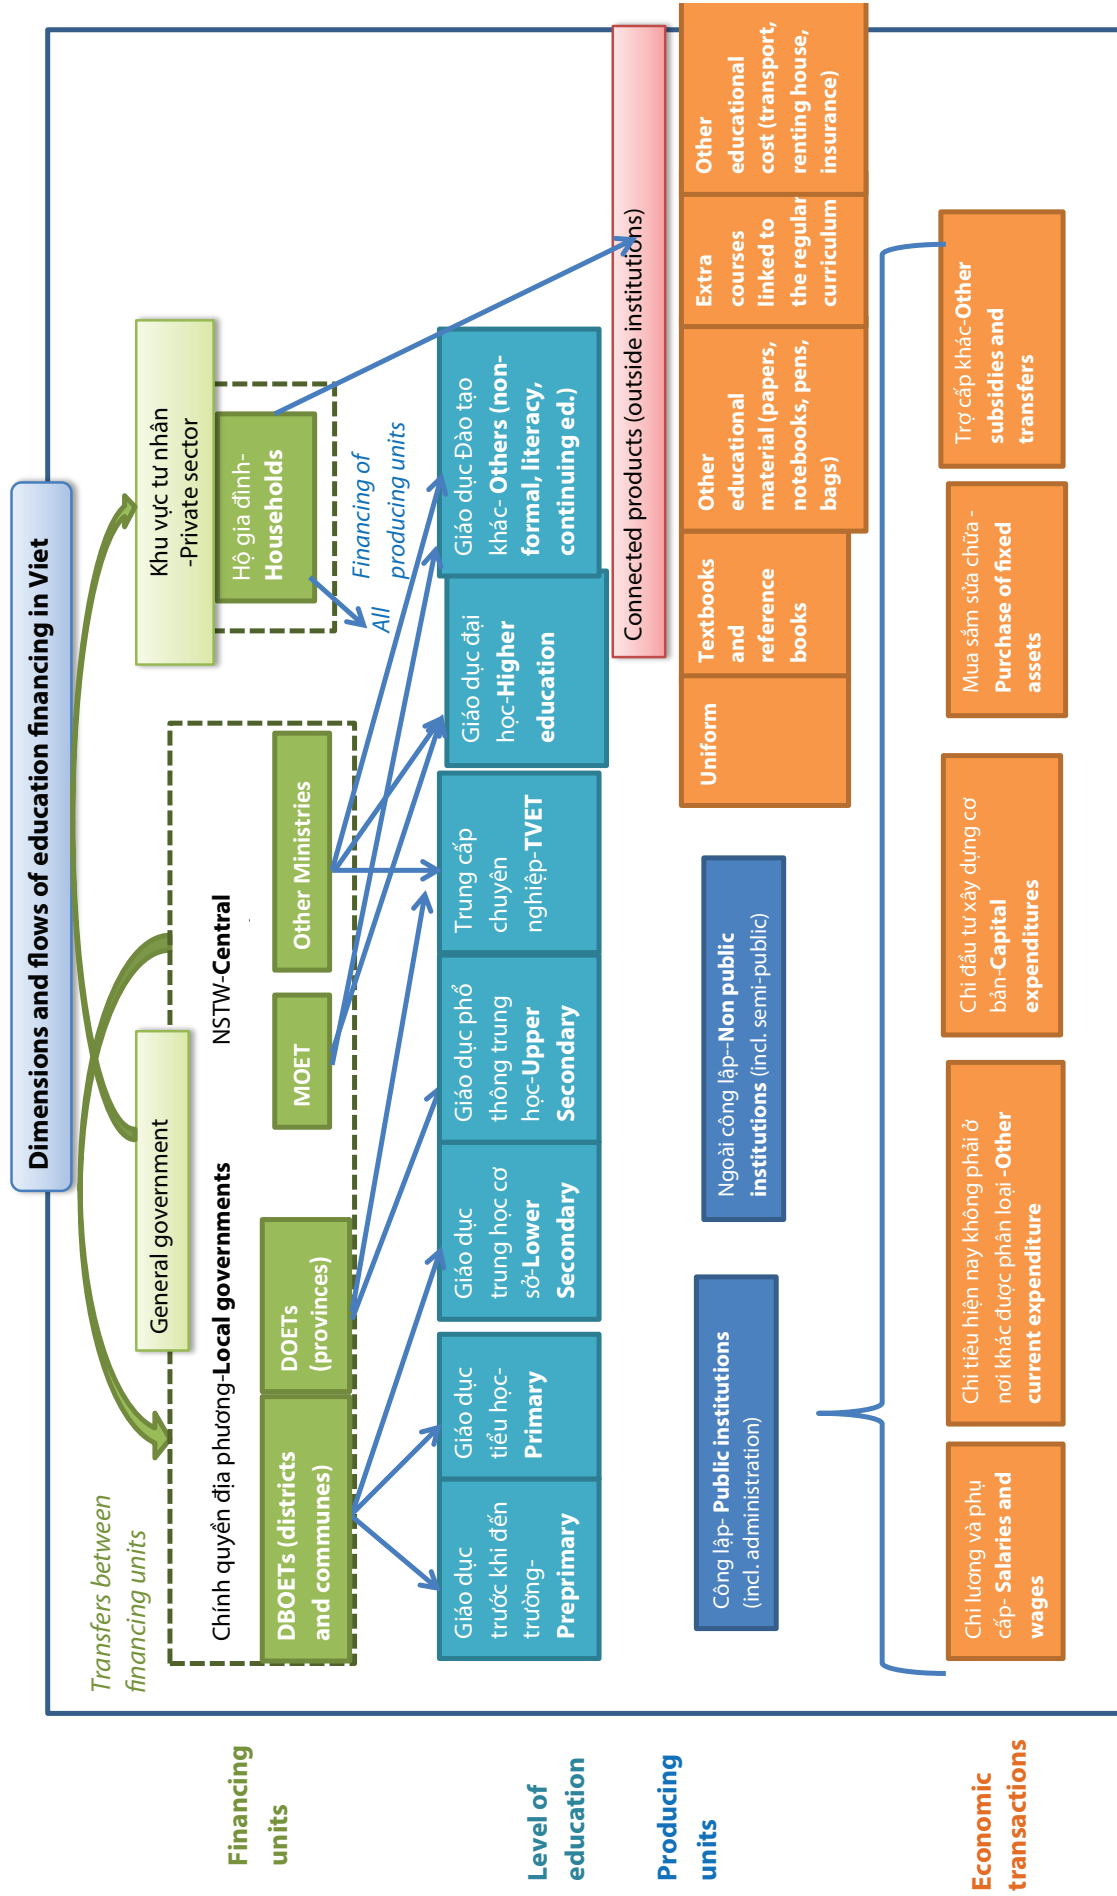 Dimensions and flows of education financing in Viet
Transfers between
financing units
General government
Khu vực tư nhân
-Private sector
Financing
units
Chính quyền địa phương-Local governments
NSTW-Central
DBOETs (districts
and communes)
DOETs
(provinces)
MOET
Other Ministries
Hộ gia đình-
Households
All
Financing of
producing units
Level of
education
Giáo dục
trước khi đến
trường-
Preprimary
Giáo dục
tiểu học-
Primary
Giáo dục
trung học cơ
sở-Lower
Secondary
Giáo dục phổ
thông trung
học-Upper
Secondary
Trung cấp
chuyên
nghiệp-TVET
Giáo dục đại
học-Higher
education
Giáo dục Đào tạo
khác- Others (non-
formal, literacy,
continuing ed.)
Connected products (outside institutions)
Producing
units
Công lập- Public institutions
(incl. administration)
Ngoài công lập--Non public
institutions (incl. semi-public)
Uniform
Textbooks
and
reference
books
Other
educational
material (papers,
notebooks, pens,
bags)
Extra
courses
linked to
the regular
curriculum
Other
educational
cost (transport,
renting house,
insurance)
Economic
transactions
Chi lương và phụ
cấp- Salaries and
wages
Chi tiêu hiện nay không phải ở
nơi khác được phân loại -Other
current expenditure
Chi đầu tư xây dựng cơ
bản-Capital
expenditures
Mua sắm sửa chữa -
Purchase of fixed
assets
Trợ cấp khác-Other
subsidies and
transfers